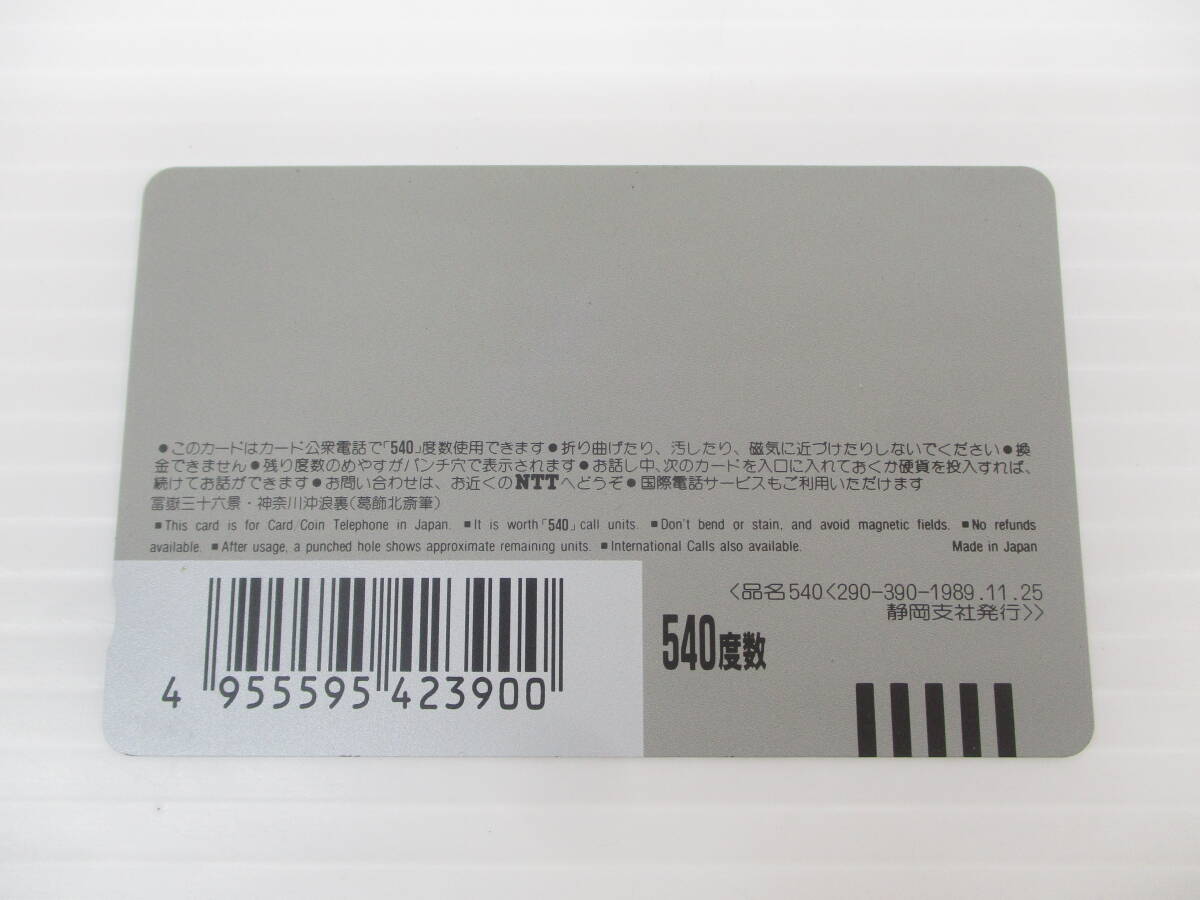 ●このカードはカード公衆電話で「540」度数使用できます●折り曲げたり、汚したり、磁気に近づけたりしないでください●換
金できません●残り度数のめやすがパンチ穴で表示されます●お話し中、次のカードを入口に入れておくか硬貨を投入すれば、
続けてお話ができます●お問い合わせは、お近くのNTTへどうぞ●国際電話サービスもご利用いただけます
冨嶽三十六景・神奈川沖浪裏(葛飾北斎筆)
■This card is for Card/Coin Telephone in Japan. ■It is worth「540」call units. ■Don't bend or stain, and avoid magnetic fields. ■No refunds
available. ■After usage, a punched hole shows approximate remaining units. ■International Calls also available. Made in Japan
〈品名540〈290-390-1989.11.25
静岡支社発行〉〉
540度数
4 955595 423900